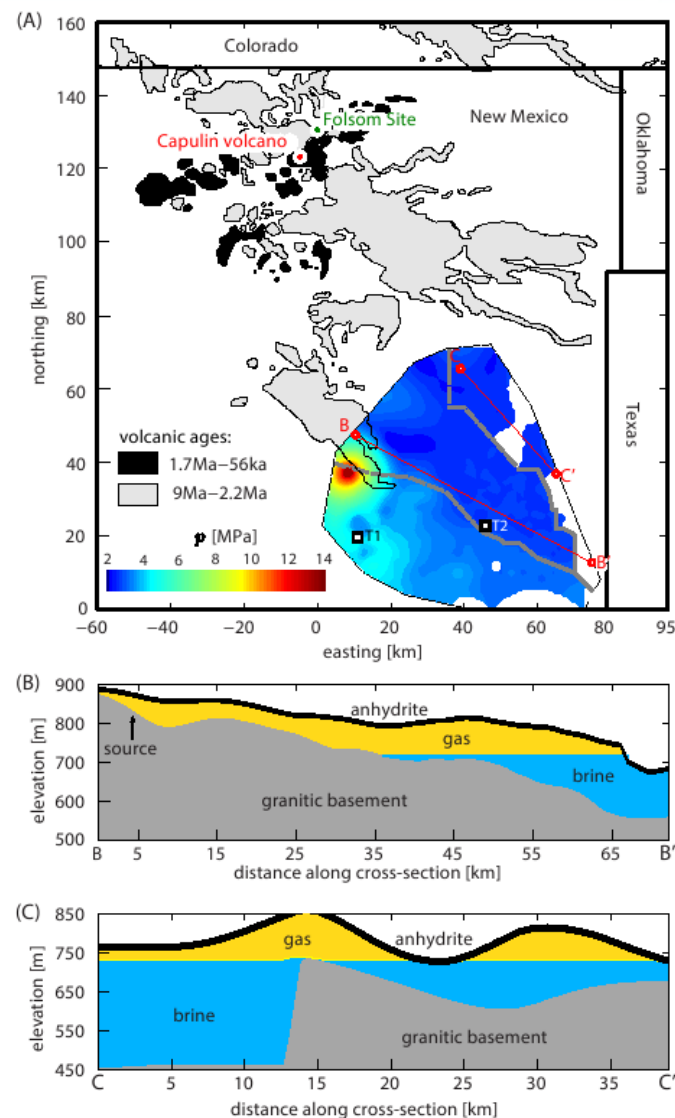 (A)
160
140
120
100
80
60
40
20
0
northing [km]
Colorado
New Mexico
Oklahoma
Texas
Folsom Site
Capulin volcano
volcanic ages:
1.7Ma−56ka
9Ma−2.2Ma
p [MPa]
2 4 6 8 10 12 14
B
C
C’
B’
T1
T2
−60 −40 −20 0 20 40 60 80 95
easting [km]
(B)
900
800
700
600
500
elevation [m]
anhydrite
gas
source
brine
granitic basement
B 5 15 25 35 45 55 65 B’
distance along cross-section [km]
(C)
850
750
650
550
450
elevation [m]
gas
anhydrite
brine
granitic basement
C 5 10 15 20 25 30 35 C’
distance along cross-section [km]